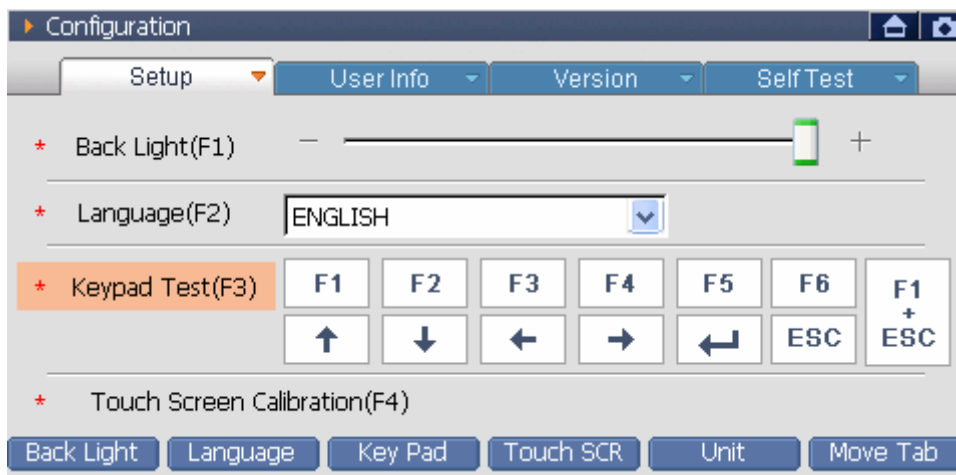 Configuration
Setup User Info Version Self Test
* Back Light(F1) − +
* Language(F2) ENGLISH
* Keypad Test(F3) F1 F2 F3 F4 F5 F6 F1 + ESC
↑ ↓ ← → ↵ ESC
* Touch Screen Calibration(F4)
Back Light Language Key Pad Touch SCR Unit Move Tab